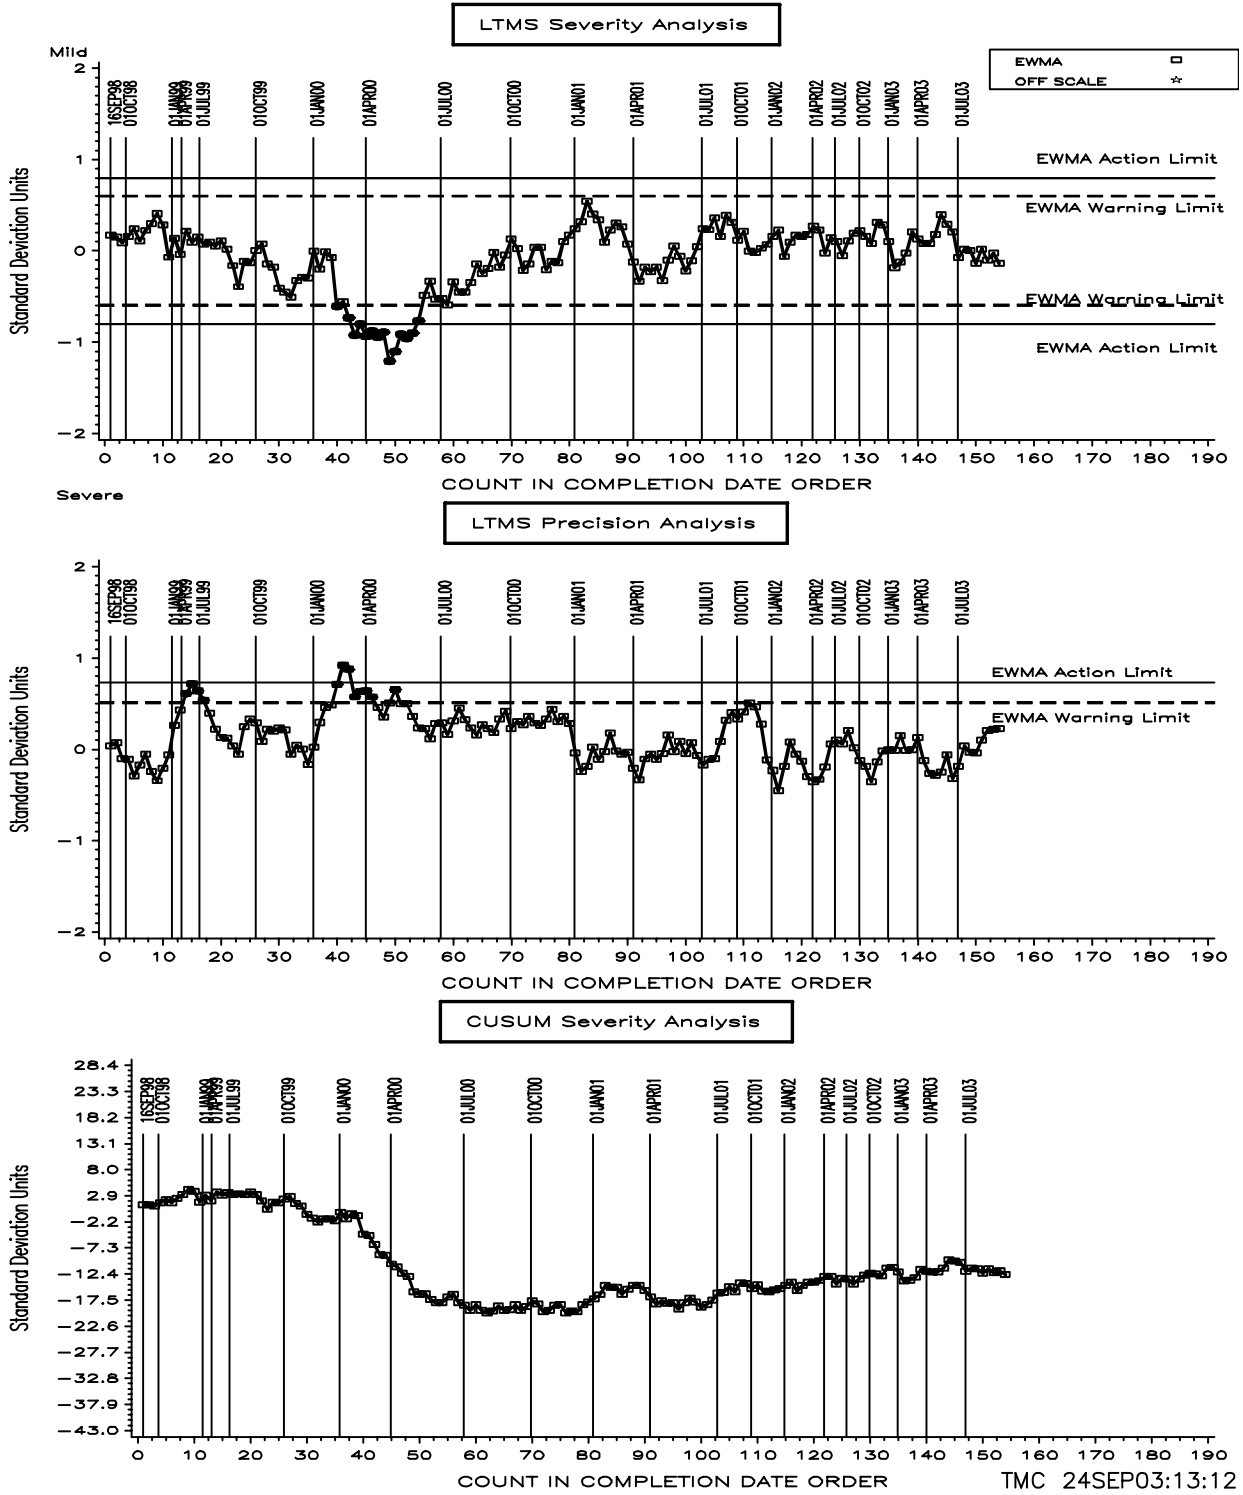 LTMS Severity Analysis
Mild
EWMA
OFF SCALE
16SEP98 01OCT98 01JAN99 01APR99 01JUL99 01OCT99 01JAN00 01APR00 01JUL00 01OCT00 01JAN01 01APR01 01JUL01 01OCT01 01JAN02 01APR02 01JUL02 01OCT02 01JAN03 01APR03 01JUL03
2
1
0
−1
−2
Standard Deviation Units
EWMA Action Limit
EWMA Warning Limit
EWMA Warning Limit
EWMA Action Limit
0 10 20 30 40 50 60 70 80 90 100 110 120 130 140 150 160 170 180 190
COUNT IN COMPLETION DATE ORDER
Severe
LTMS Precision Analysis
16SEP98 01OCT98 01JAN99 01APR99 01JUL99 01OCT99 01JAN00 01APR00 01JUL00 01OCT00 01JAN01 01APR01 01JUL01 01OCT01 01JAN02 01APR02 01JUL02 01OCT02 01JAN03 01APR03 01JUL03
2
1
0
−1
−2
Standard Deviation Units
EWMA Action Limit
EWMA Warning Limit
0 10 20 30 40 50 60 70 80 90 100 110 120 130 140 150 160 170 180 190
COUNT IN COMPLETION DATE ORDER
CUSUM Severity Analysis
16SEP98 01OCT98 01JAN99 01APR99 01JUL99 01OCT99 01JAN00 01APR00 01JUL00 01OCT00 01JAN01 01APR01 01JUL01 01OCT01 01JAN02 01APR02 01JUL02 01OCT02 01JAN03 01APR03 01JUL03
28.4
23.3
18.2
13.1
8.0
2.9
−2.2
−7.3
−12.4
−17.5
−22.6
−27.7
−32.8
−37.9
−43.0
Standard Deviation Units
0 10 20 30 40 50 60 70 80 90 100 110 120 130 140 150 160 170 180 190
COUNT IN COMPLETION DATE ORDER
TMC 24SEP03:13:12